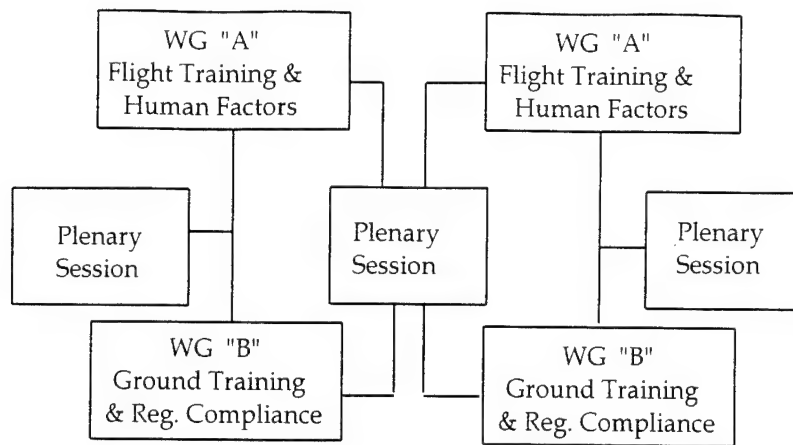 WG "A"
Flight Training &
Human Factors
WG "A"
Flight Training &
Human Factors
Plenary
Session
Plenary
Session
Plenary
Session
WG "B"
Ground Training
& Reg. Compliance
WG "B"
Ground Training
& Reg. Compliance